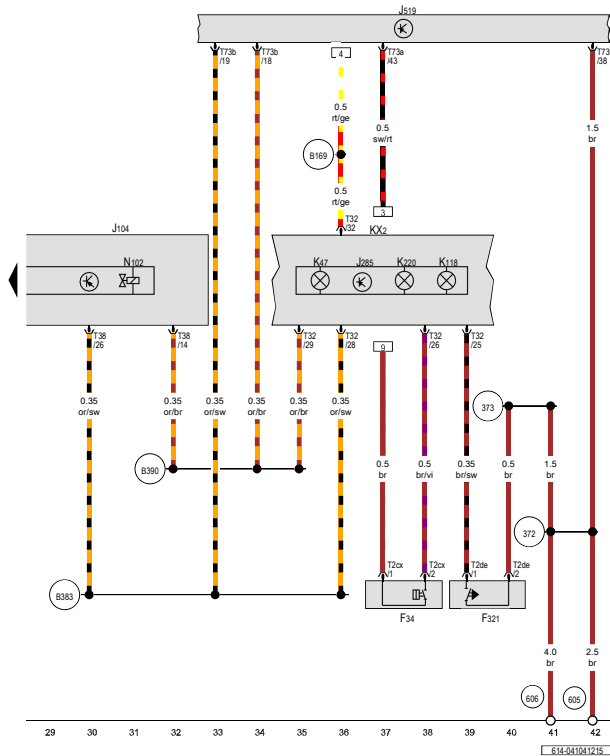 J519
T73b /19
T73b /18
4
T73a /43
T73 /38
0.5 rt/ge
0.5 sw/rt
1.5 br
B169
0.5 rt/ge
T32 /32
3
J104
KX2
N102
K47
J285
K220
K118
T38 /26
T38 /14
T32 /29
T32 /28
9
T32 /26
T32 /25
0.35 or/sw
0.35 or/br
0.35 or/sw
0.35 or/br
0.35 or/br
0.35 or/sw
373
B390
0.5 br
0.5 br/vi
0.35 br/sw
0.5 br
1.5 br
372
T2cx /1
T2cx /2
T2de /1
T2de /2
B383
F34
F321
4.0 br
2.5 br
606
605
29 30 31 32 33 34 35 36 37 38 39 40 41 42
614-041041215